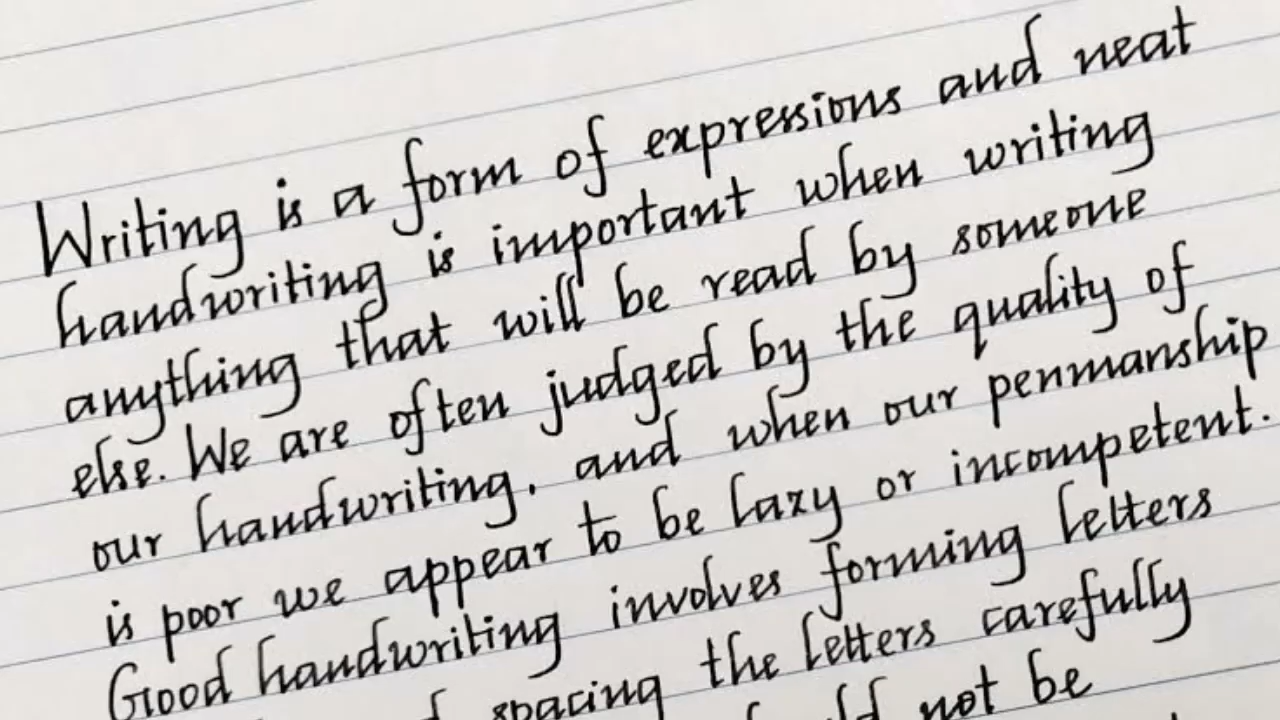 Writing is a form of expressions and neat
handwriting is important when writing
anything that will be read by someone
else. We are often judged by the quality of
our handwriting, and when our penmanship
is poor we appear to be lazy or incompetent.
Good handwriting involves forming letters
spacing the letters carefully
not be